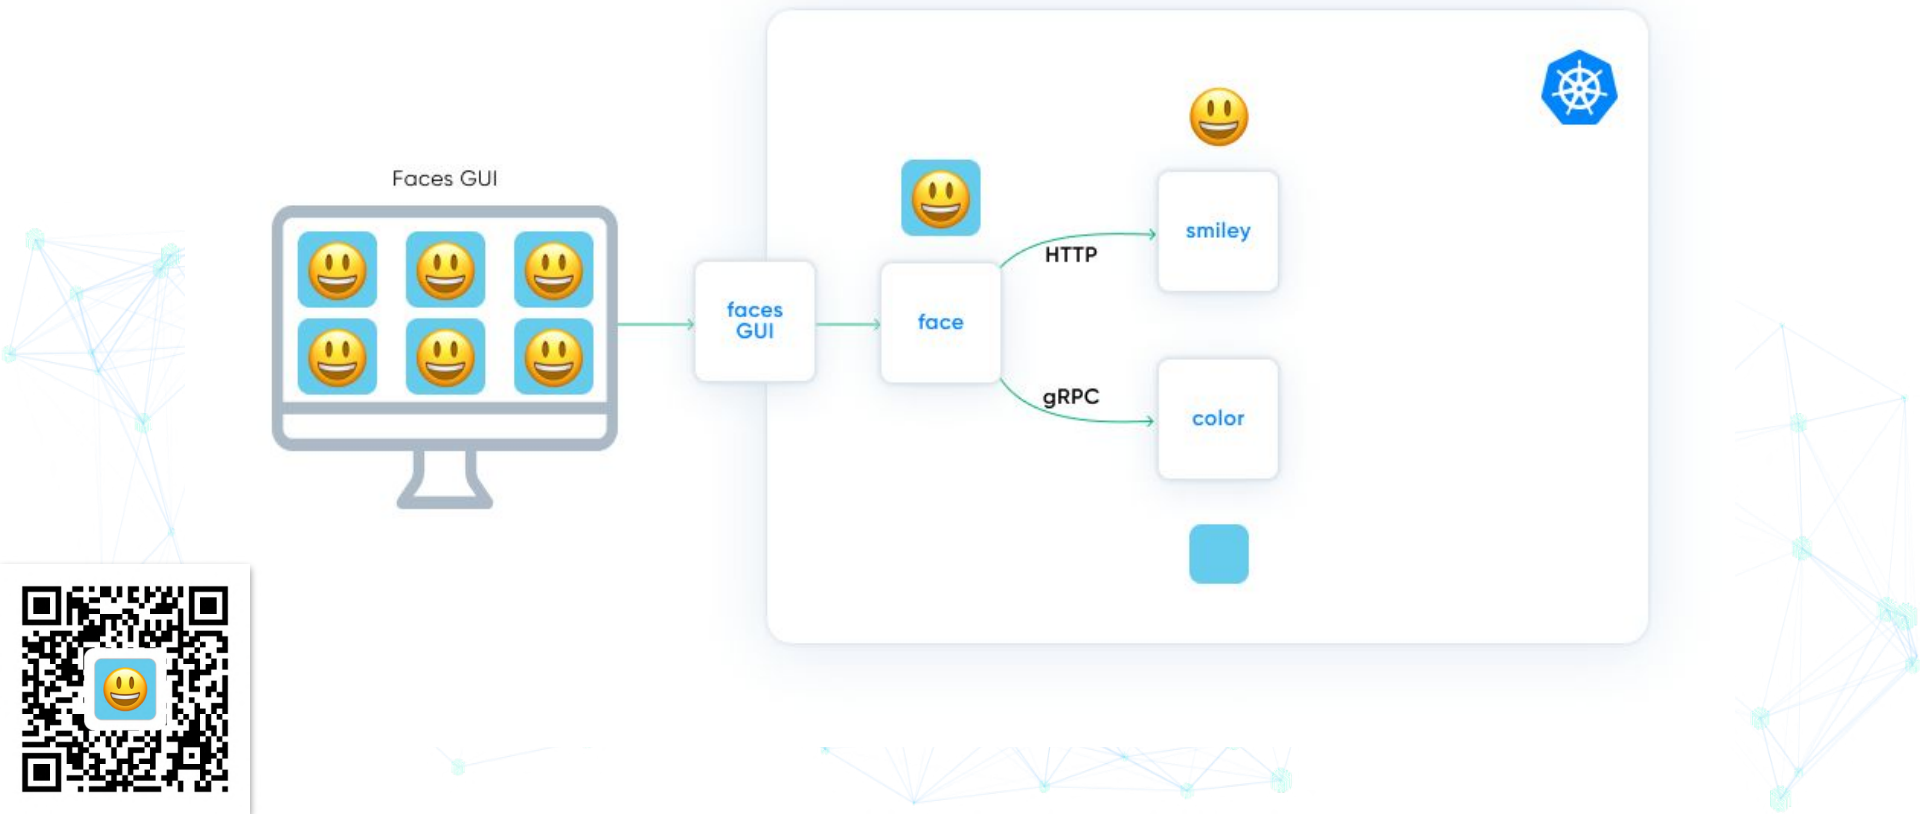 Faces GUI
faces
GUI
face
HTTP
gRPC
smiley
color